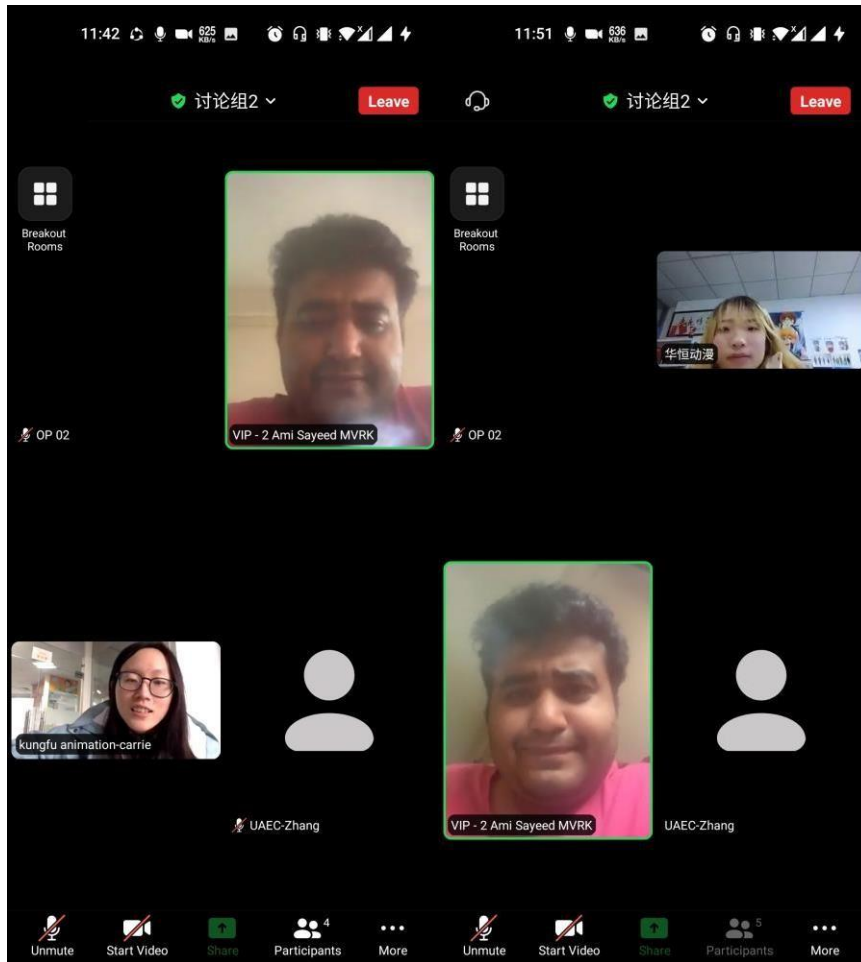 11:42
625
KB/s
讨论组2
Leave
Breakout
Rooms
VIP - 2 Ami Sayeed MVRK
OP 02
kungfu animation-carrie
UAEC-Zhang
Unmute
Start Video
Share
Participants
4
More
11:51
636
KB/s
讨论组2
Leave
Breakout
Rooms
华恒动漫
OP 02
VIP - 2 Ami Sayeed MVRK
UAEC-Zhang
Unmute
Start Video
Share
Participants
5
More